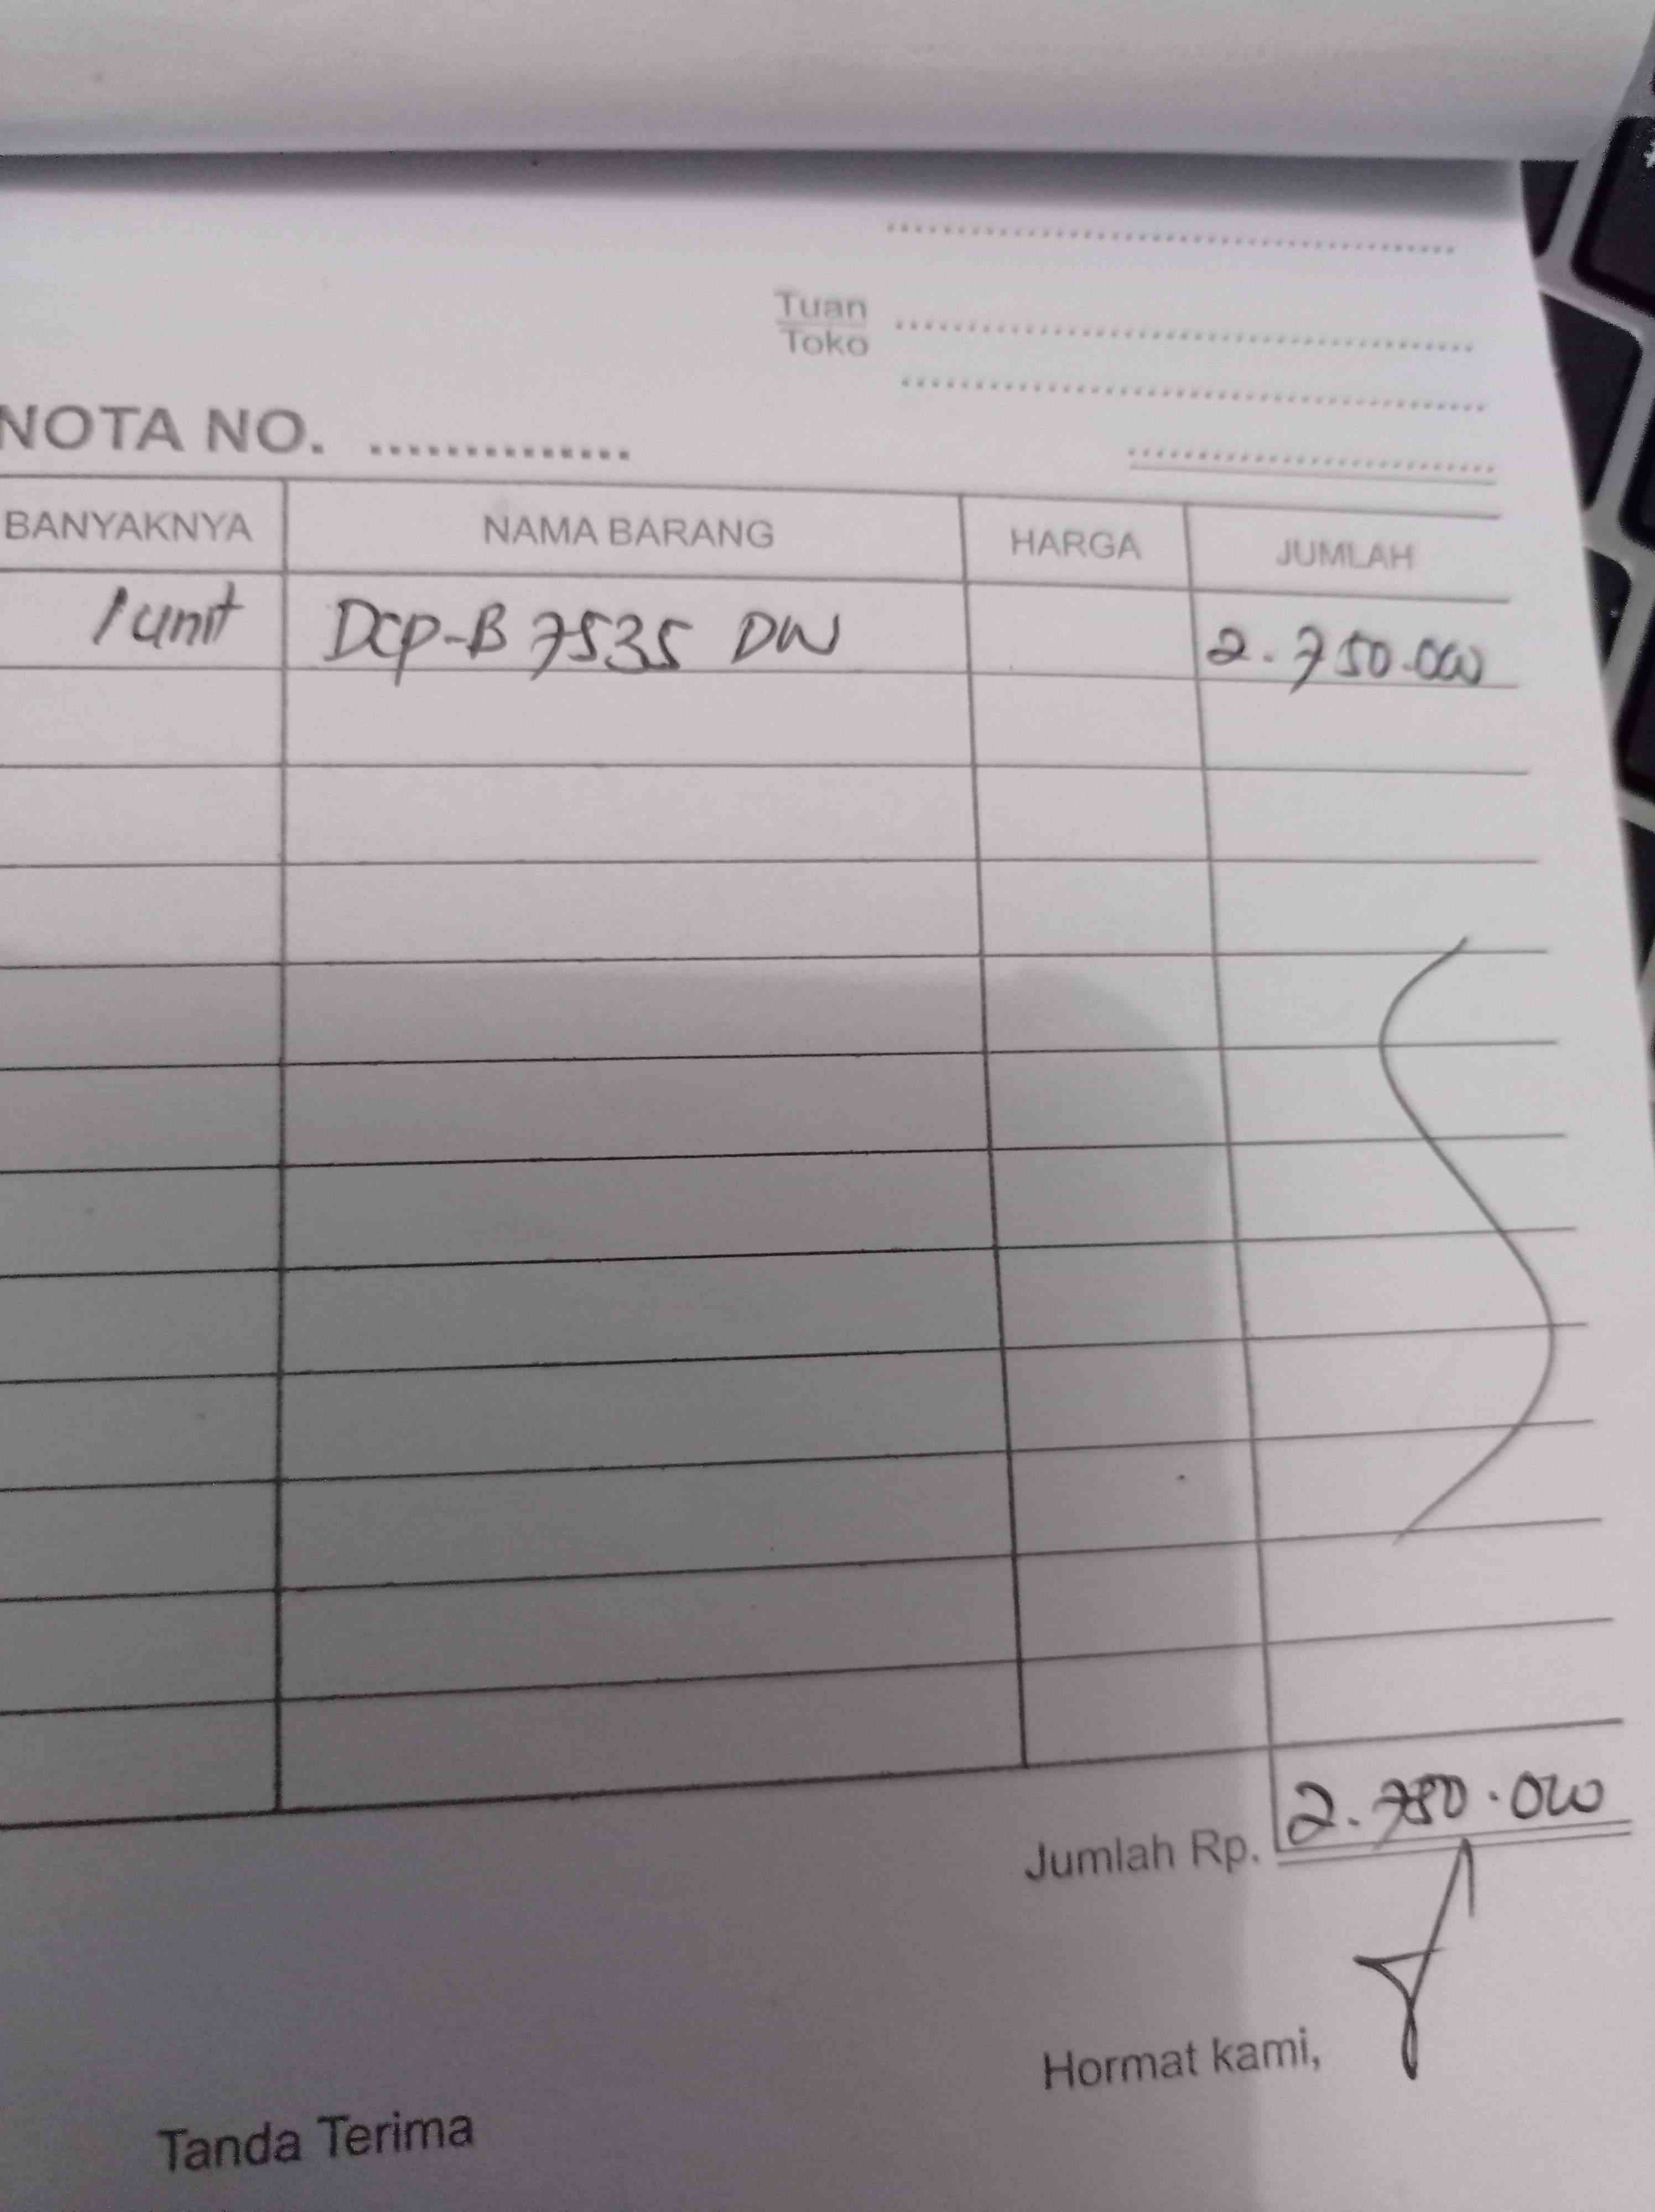 Tuan
Toko
NOTA NO. ..............
BANYAKNYA NAMA BARANG HARGA JUMLAH
1 unit DCP-B 7535 DW 2.750.000
Jumlah Rp. 2.750.000
Hormat kami,
Tanda Terima